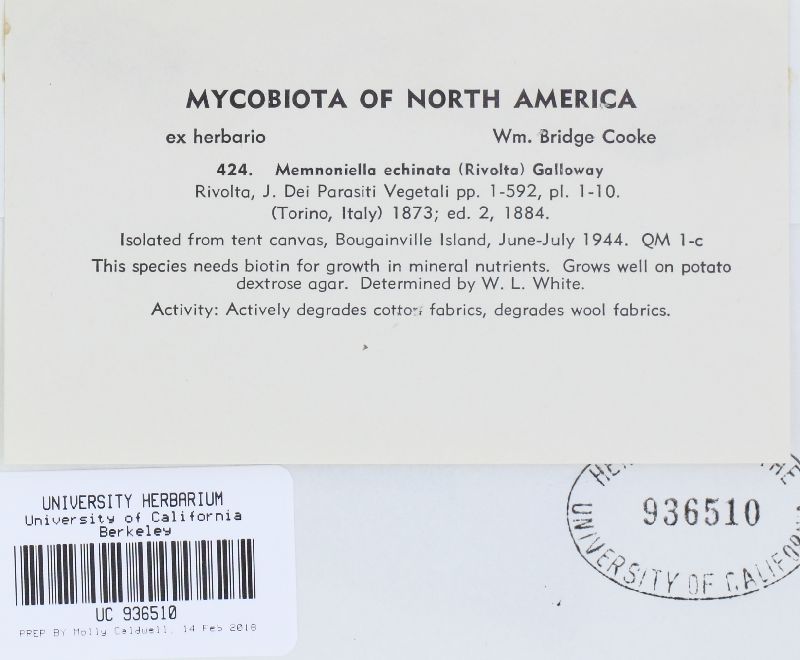 MYCOBIOTA OF NORTH AMERICA
ex herbario Wm. Bridge Cooke
424. Memnoniella echinata (Rivolta) Galloway
Rivolta, J. Dei Parasiti Vegetali pp. 1-592, pl. 1-10.
(Torino, Italy) 1873; ed. 2, 1884.
Isolated from tent canvas, Bougainville Island, June-July 1944. QM 1-c
This species needs biotin for growth in mineral nutrients. Grows well on potato
dextrose agar. Determined by W. L. White.
Activity: Actively degrades cotton fabrics, degrades wool fabrics.
UNIVERSITY HERBARIUM
University of California
Berkeley
UC 936510
PREP BY Molly Caldwell, 14 Feb 2018
936510
UNIVERSITY OF